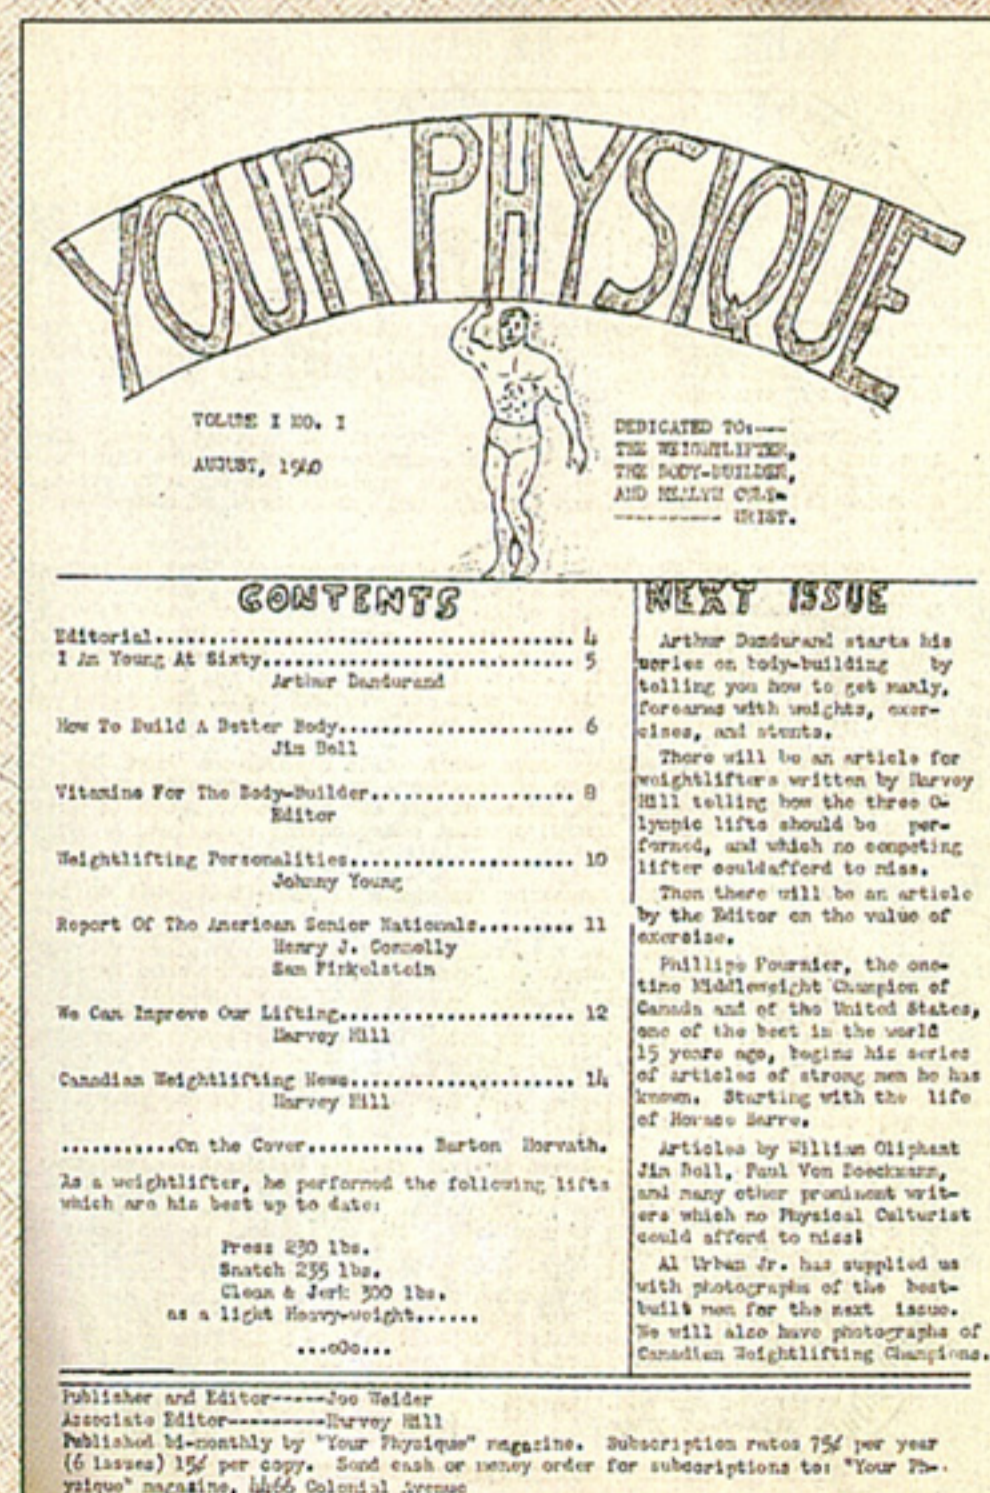 YOUR PHYSIQUE
VOLUME I NO. I
AUGUST, 1940
DEDICATED TO:---
THE WEIGHTLIFTER,
THE BODY-BUILDER,
AND HEALTH CULT-
---------- URIST.
CONTENTS
Editorial........................................ 4
I Am Young At Sixty.............................. 5
Arthur Dandurand
How To Build A Better Body....................... 6
Jim Bell
Vitamins For The Body-Builder.................... 8
Editor
Weightlifting Personalities...................... 10
Johnny Young
Report Of The American Senior Nationals......... 11
Henry J. Connolly
Sam Finkelstein
We Can Improve Our Lifting....................... 12
Harvey Hill
Canadian Weightlifting News...................... 14
Harvey Hill
...........On the Cover........... Barton Horvath.
As a weightlifter, he performed the following lifts
which are his best up to date:
Press 230 lbs.
Snatch 235 lbs.
Clean & Jerk 300 lbs.
as a light Heavy-weight......
...oOo...
NEXT ISSUE
Arthur Dandurand starts his
series on body-building by
telling you how to get manly,
forearms with weights, exer-
cises, and stunts.
There will be an article for
weightlifters written by Harvey
Hill telling how the three O-
lympic lifts should be per-
formed, and which no competing
lifter couldafford to miss.
Then there will be an article
by the Editor on the value of
exercise.
Phillipe Fournier, the one-
time Middleweight Champion of
Canada and of the United States,
one of the best in the world
15 years ago, begins his series
of articles of strong men he has
known. Starting with the life
of Horace Barre.
Articles by William Oliphant
Jim Bell, Paul Von Boeckmann,
and many other prominent writ-
ers which no Physical Culturist
could afford to miss!
Al Urban Jr. has supplied us
with photographs of the best-
built men for the next issue.
We will also have photographs of
Canadian Weightlifting Champions.
Publisher and Editor-----Joe Weider
Associate Editor---------Harvey Hill
Published bi-monthly by "Your Physique" magazine. Subscription rates 75¢ per year
(6 issues) 15¢ per copy. Send cash or money order for subscriptions to: "Your Ph-
ysique" magazine, 4466 Colonial Avenue